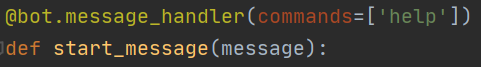 @bot.message_handler(commands=['help'])
def start_message(message):